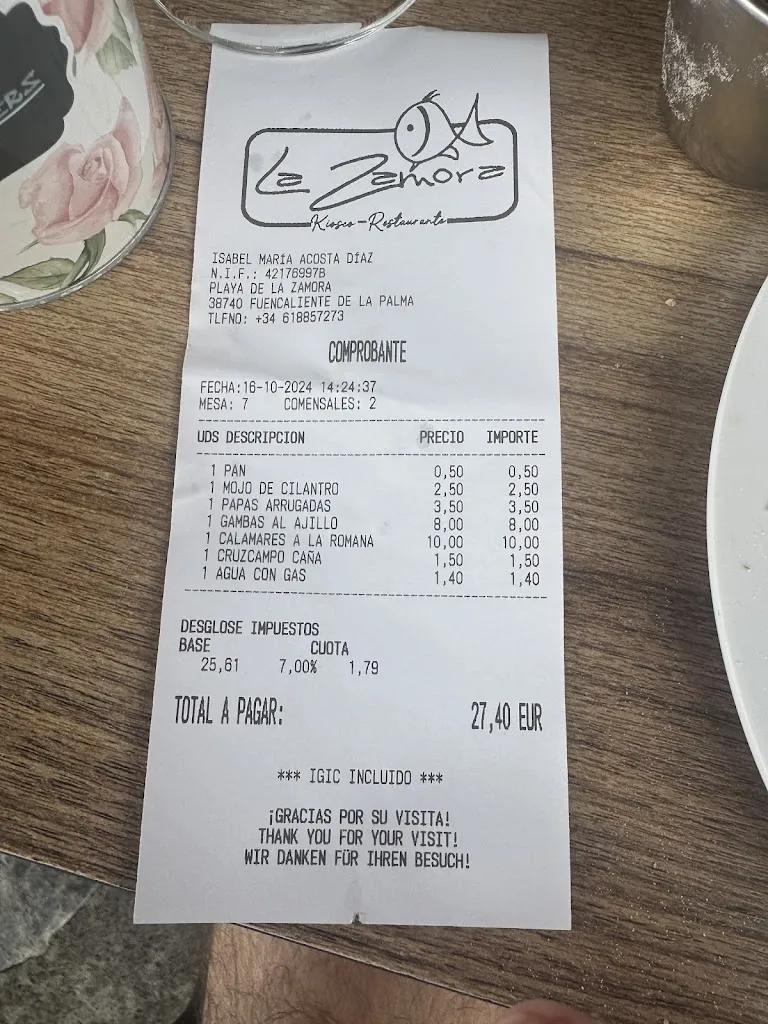 ERS
La Zamora
Kiosco-Restaurante
ISABEL MARÍA ACOSTA DÍAZ
N.I.F.: 42176997B
PLAYA DE LA ZAMORA
38740 FUENCALIENTE DE LA PALMA
TLFNO: +34 618857273
COMPROBANTE
FECHA:16-10-2024 14:24:37
MESA: 7 COMENSALES: 2
UDS DESCRIPCION PRECIO IMPORTE
1 PAN 0,50 0,50
1 MOJO DE CILANTRO 2,50 2,50
1 PAPAS ARRUGADAS 3,50 3,50
1 GAMBAS AL AJILLO 8,00 8,00
1 CALAMARES A LA ROMANA 10,00 10,00
1 CRUZCAMPO CAÑA 1,50 1,50
1 AGUA CON GAS 1,40 1,40
DESGLOSE IMPUESTOS
BASE CUOTA
25,61 7,00% 1,79
TOTAL A PAGAR: 27,40 EUR
*** IGIC INCLUIDO ***
¡GRACIAS POR SU VISITA!
THANK YOU FOR YOUR VISIT!
WIR DANKEN FÜR IHREN BESUCH!